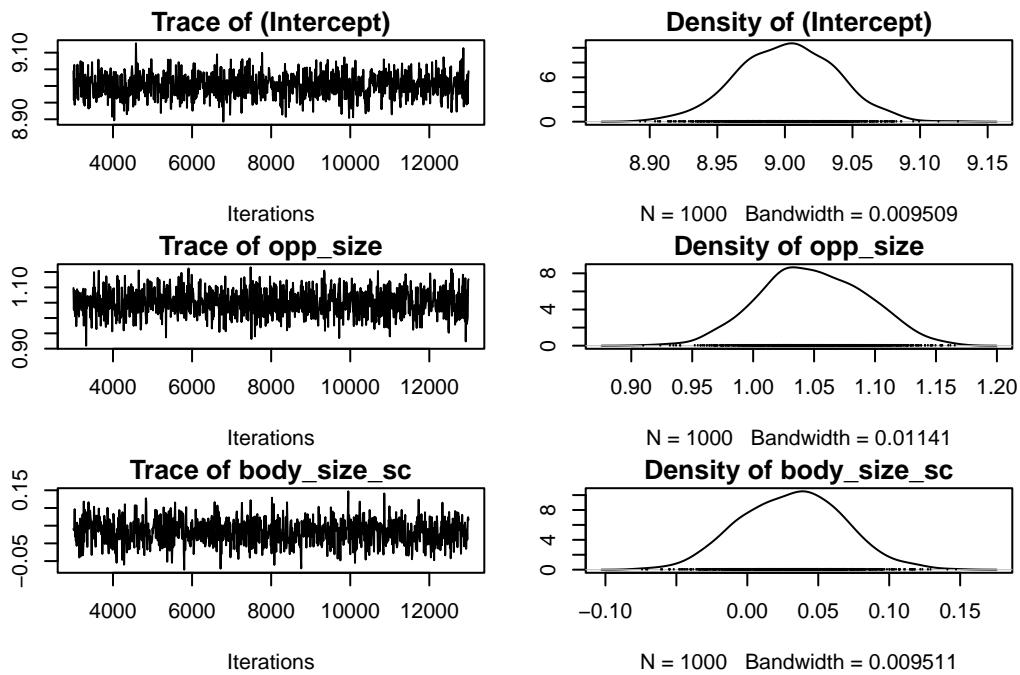 Trace of (Intercept)
8.90 9.10
4000 6000 8000 10000 12000
Iterations
Density of (Intercept)
0 6
8.90 8.95 9.00 9.05 9.10 9.15
N = 1000 Bandwidth = 0.009509
Trace of opp_size
0.90 1.10
4000 6000 8000 10000 12000
Iterations
Density of opp_size
0 4 8
0.90 0.95 1.00 1.05 1.10 1.15 1.20
N = 1000 Bandwidth = 0.01141
Trace of body_size_sc
−0.05 0.15
4000 6000 8000 10000 12000
Iterations
Density of body_size_sc
0 4 8
−0.10 0.00 0.05 0.10 0.15
N = 1000 Bandwidth = 0.009511